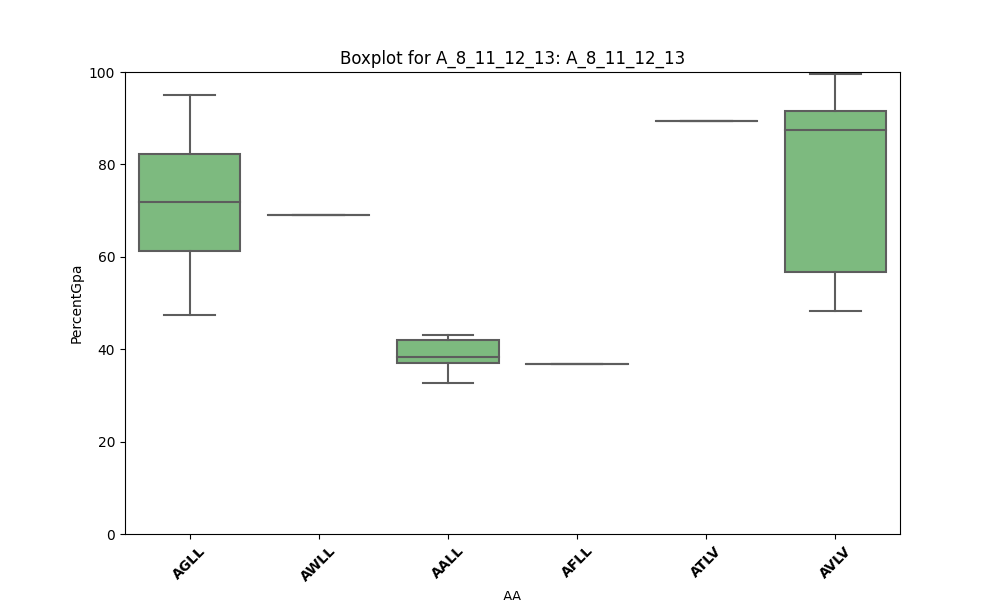 Boxplot for A_8_11_12_13: A_8_11_12_13
PercentGpa
100
80
60
40
20
0
AGLL
AWLL
AALL
AFLL
ATLV
AVLV
AA